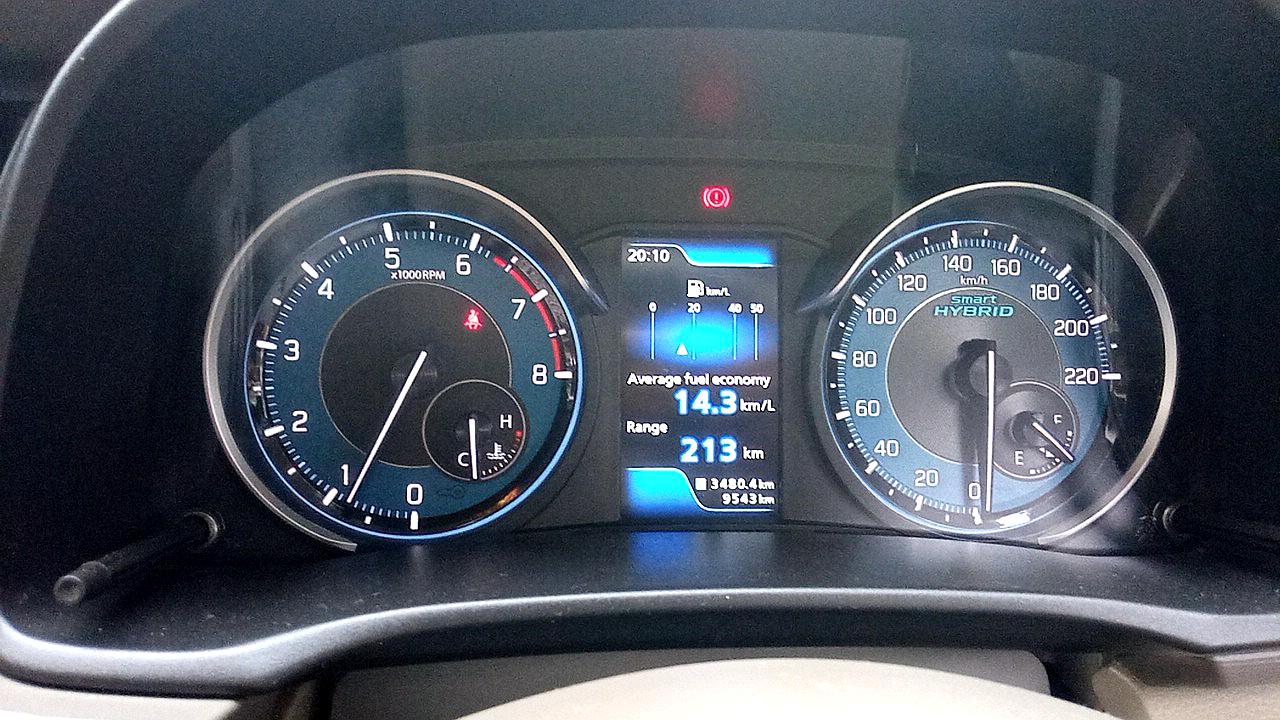 x1000RPM
0
1
2
3
4
5
6
7
8
H
C
20:10
km/L
0 20 40 50
Average fuel economy
14.3 km/L
Range
213 km
3480.4 km
9543 km
0
20
40
60
80
100
120
140
160
180
200
220
km/h
smart
HYBRID
F
E